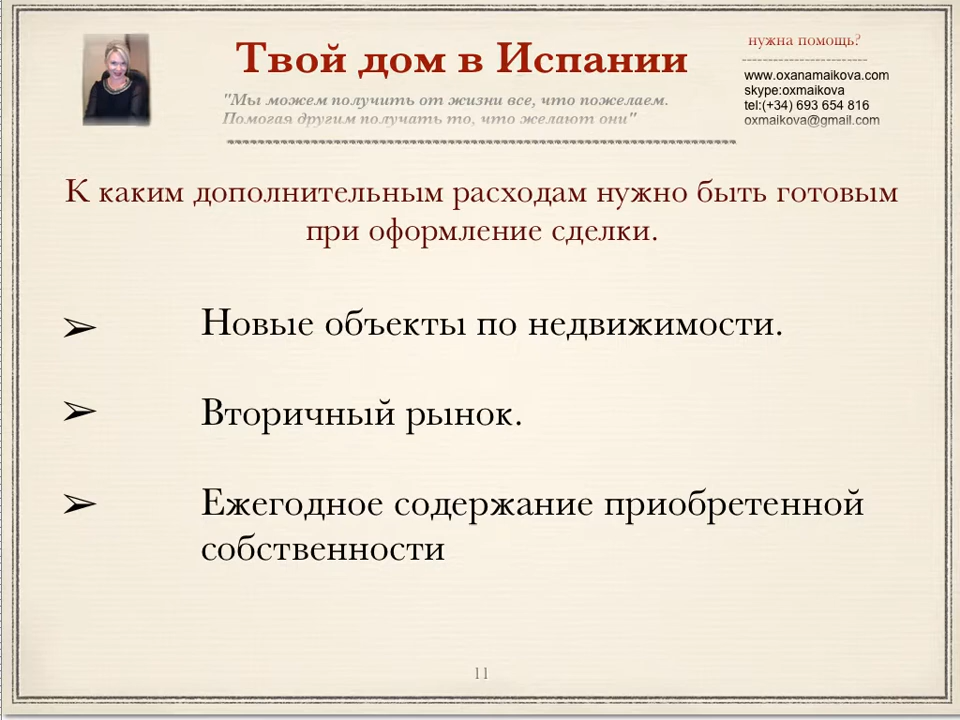 Твой дом в Испании
"Мы можем получить от жизни все, что пожелаем.
Помогая другим получать то, что желают они"
нужна помощь?
www.oxanamaikova.com
skype:oxmaikova
tel:(+34) 693 654 816
oxmaikova@gmail.com
К каким дополнительным расходам нужно быть готовым
при оформление сделки.
➢ Новые объекты по недвижимости.
➢ Вторичный рынок.
➢ Ежегодное содержание приобретенной
собственности
11